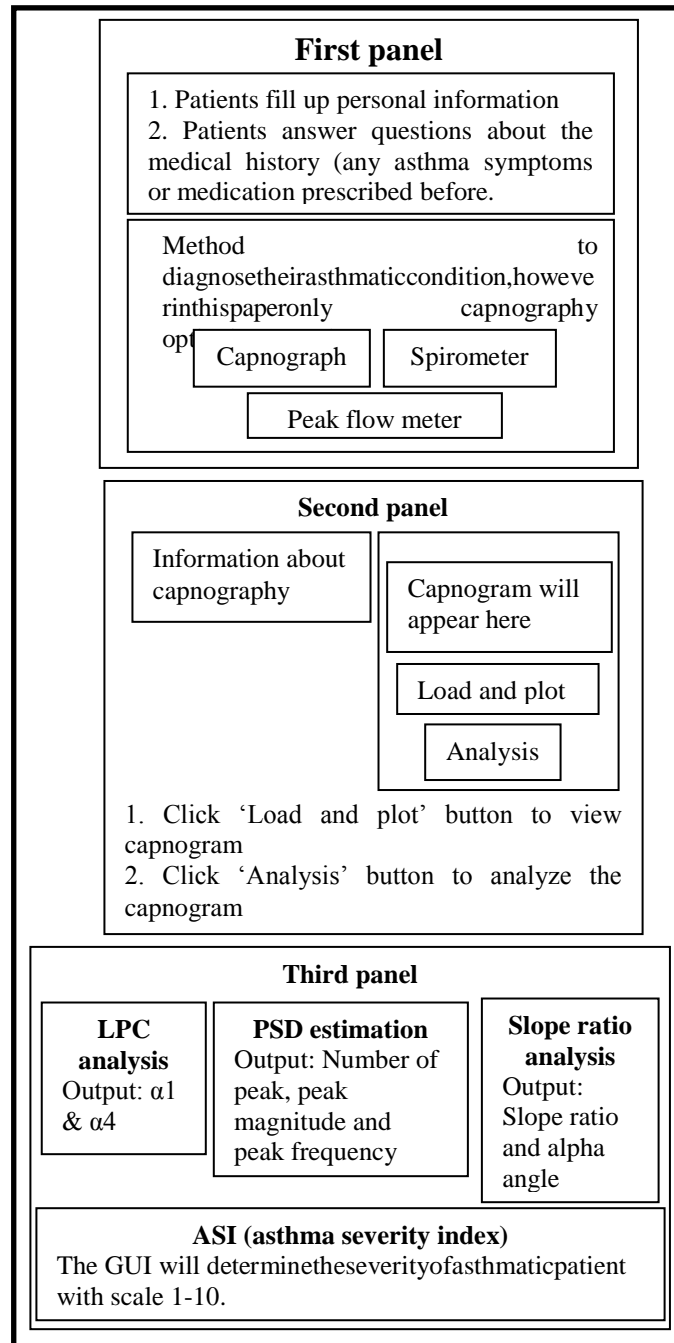 First panel
1. Patients fill up personal information
2. Patients answer questions about the
medical history (any asthma symptoms
or medication prescribed before.
Method to
diagnosetheirasthmaticcondition,howeve
rinthispaperonly capnography
opt
Capnograph
Spirometer
Peak flow meter
Second panel
Information about
capnography
Capnogram will
appear here
Load and plot
Analysis
1. Click ‘Load and plot’ button to view
capnogram
2. Click ‘Analysis’ button to analyze the
capnogram
Third panel
LPC
analysis
Output: α1
& α4
PSD estimation
Output: Number of
peak, peak
magnitude and
peak frequency
Slope ratio
analysis
Output:
Slope ratio
and alpha
angle
ASI (asthma severity index)
The GUI will determinetheseverityofasthmaticpatient
with scale 1-10.